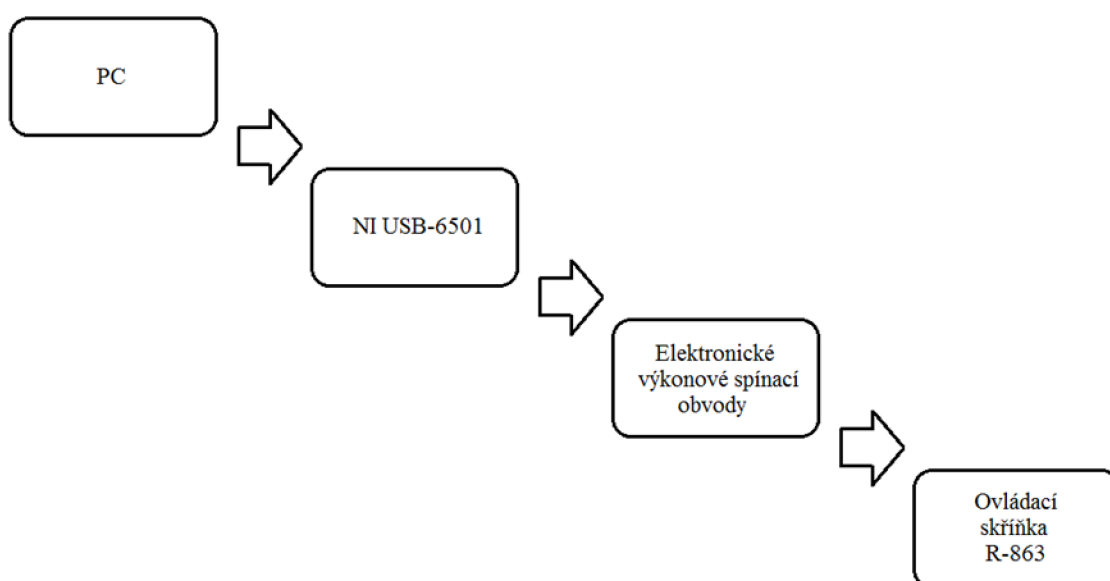 PC
NI USB-6501
Elektronické
výkonové spínací
obvody
Ovládací
skříňka
R-863